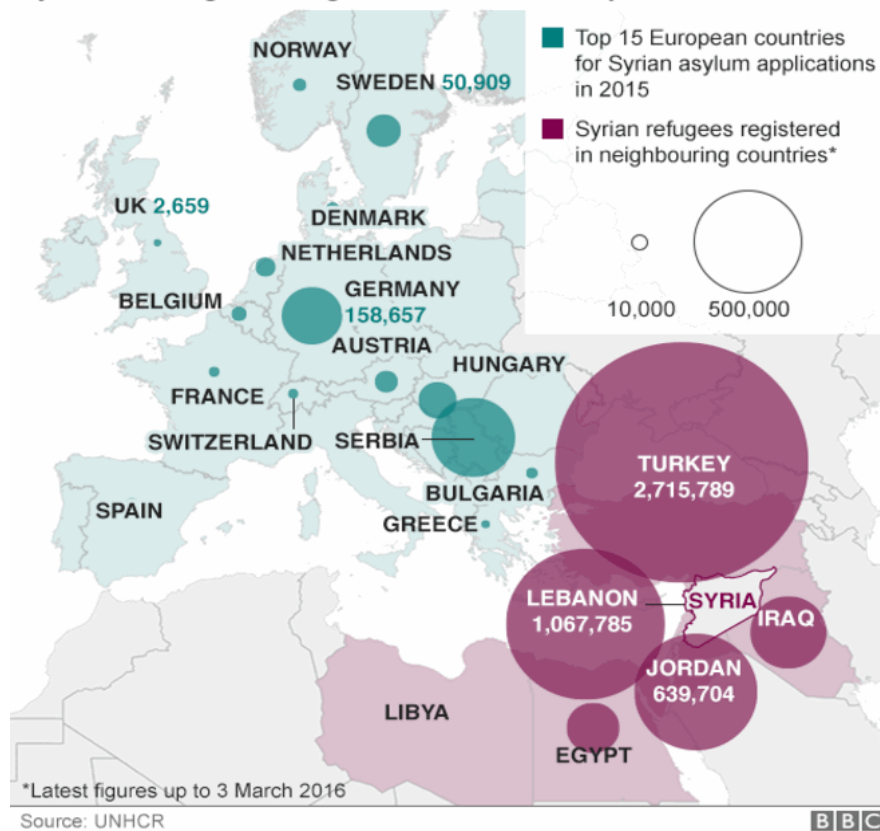 Top 15 European countries
for Syrian asylum applications
in 2015
Syrian refugees registered
in neighbouring countries*
10,000
500,000
NORWAY
SWEDEN 50,909
UK 2,659
DENMARK
NETHERLANDS
BELGIUM
GERMANY
158,657
AUSTRIA
HUNGARY
FRANCE
SWITZERLAND
SERBIA
BULGARIA
SPAIN
GREECE
TURKEY
2,715,789
LEBANON
1,067,785
SYRIA
IRAQ
JORDAN
639,704
LIBYA
EGYPT
*Latest figures up to 3 March 2016
Source: UNHCR
BBC